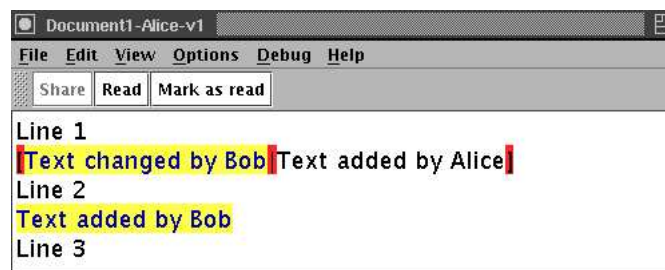 Document1-Alice-v1
File Edit View Options Debug Help
Share Read Mark as read
Line 1
[Text changed by Bob|Text added by Alice]
Line 2
Text added by Bob
Line 3